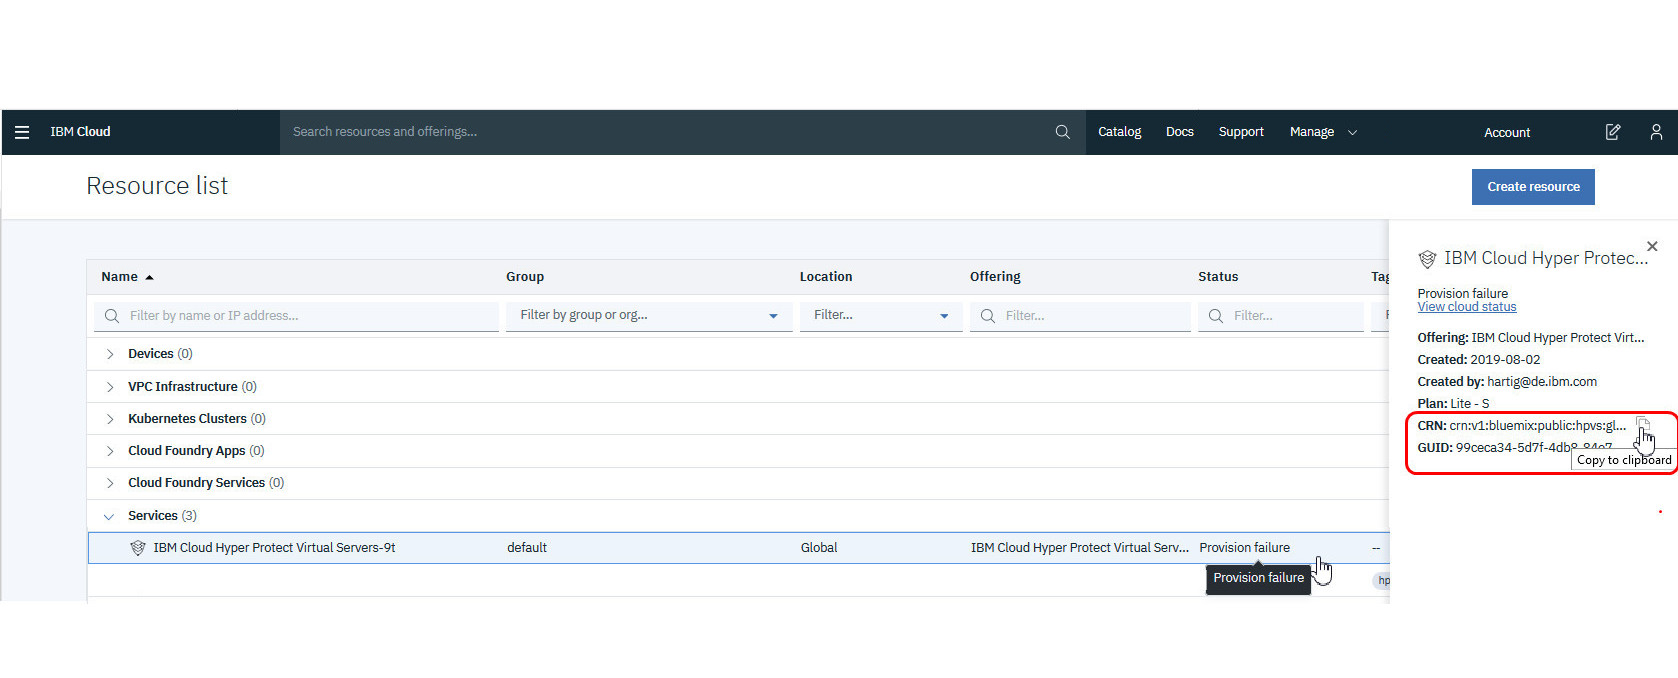 IBM Cloud Search resources and offerings... Catalog Docs Support Manage Account
Resource list
Create resource
Name Group Location Offering Status Tag
Filter by name or IP address... Filter by group or org... Filter... Filter... Filter... F
Devices (0)
VPC Infrastructure (0)
Kubernetes Clusters (0)
Cloud Foundry Apps (0)
Cloud Foundry Services (0)
Services (3)
IBM Cloud Hyper Protect Virtual Servers-9t default Global IBM Cloud Hyper Protect Virtual Serv... Provision failure --
Provision failure
hp
IBM Cloud Hyper Protec...
Provision failure
View cloud status
Offering: IBM Cloud Hyper Protect Virt...
Created: 2019-08-02
Created by: hartig@de.ibm.com
Plan: Lite - S
CRN: crn:v1:bluemix:public:hpvs:gl...
GUID: 99ceca34-5d7f-4db8-84e7
Copy to clipboard